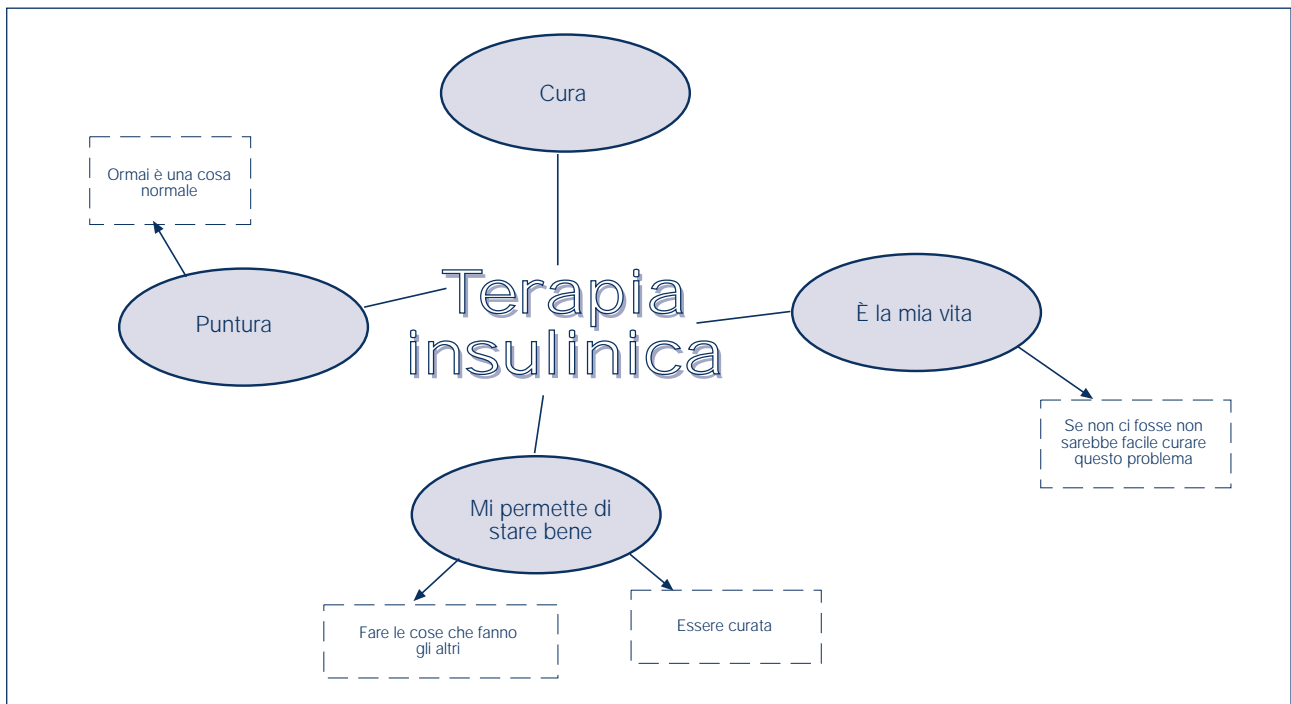 Cura
Ormai è una cosa
normale
Terapia
insulinica
Puntura
È la mia vita
Se non ci fosse non
sarebbe facile curare
questo problema
Mi permette di
stare bene
Fare le cose che fanno
gli altri
Essere curata